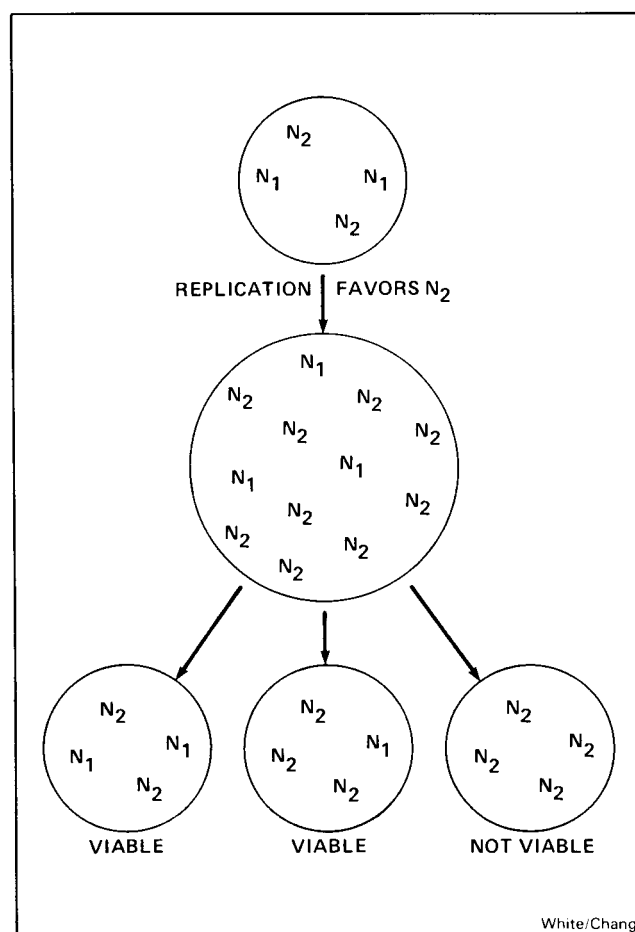 N₂
N₁ N₁
N₂
REPLICATION FAVORS N₂
N₁
N₂ N₂
N₂ N₂
N₁ N₁
N₂
N₂
N₂ N₂
N₂
N₂ N₂ N₂
N₁ N₁ N₂ N₁ N₂ N₂
N₂ N₂ N₂
VIABLE VIABLE NOT VIABLE
White/Chang